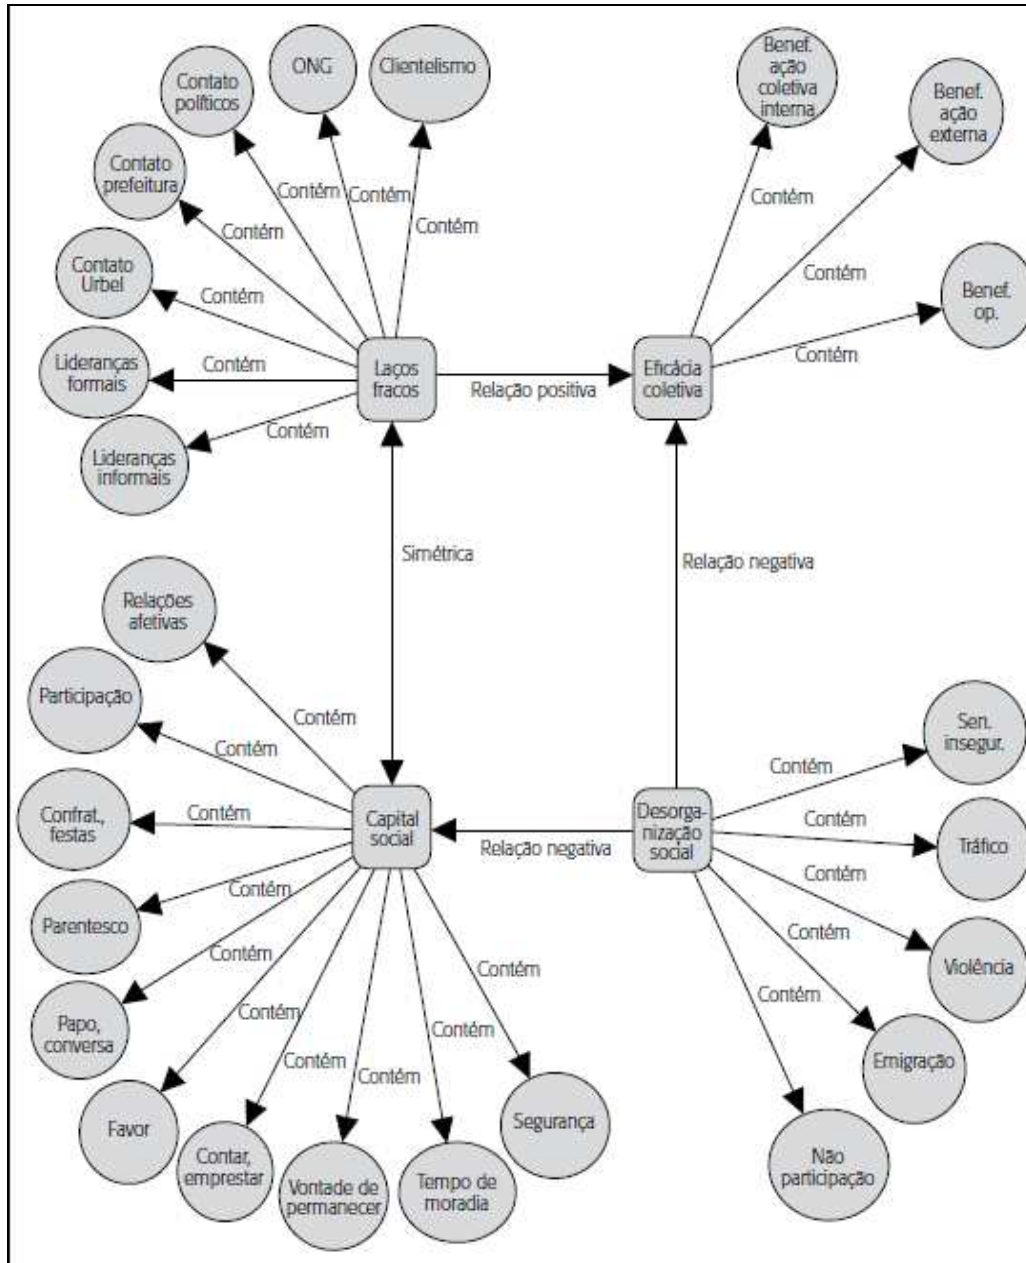 Contato
políticos
ONG
Clientelismo
Contato
prefeitura
Contato
Urbel
Lideranças
formais
Lideranças
informais
Contém
Contém
Contém
Contém
Contém
Contém
Contém
Laços
fracos
Relação positiva
Benef.
ação
coletiva
interna
Benef.
ação
externa
Benef.
op.
Contém
Contém
Contém
Eficácia
coletiva
Simétrica
Relação negativa
Relações
afetivas
Participação
Confrat.,
festas
Parentesco
Papo,
conversa
Favor
Contar,
emprestar
Vontade de
permanecer
Tempo de
moradia
Segurança
Contém
Contém
Contém
Contém
Contém
Contém
Contém
Contém
Contém
Contém
Capital
social
Relação negativa
Desorga-
nização
social
Contém
Contém
Contém
Contém
Contém
Sen.
insegur.
Tráfico
Violência
Emigração
Não
participação